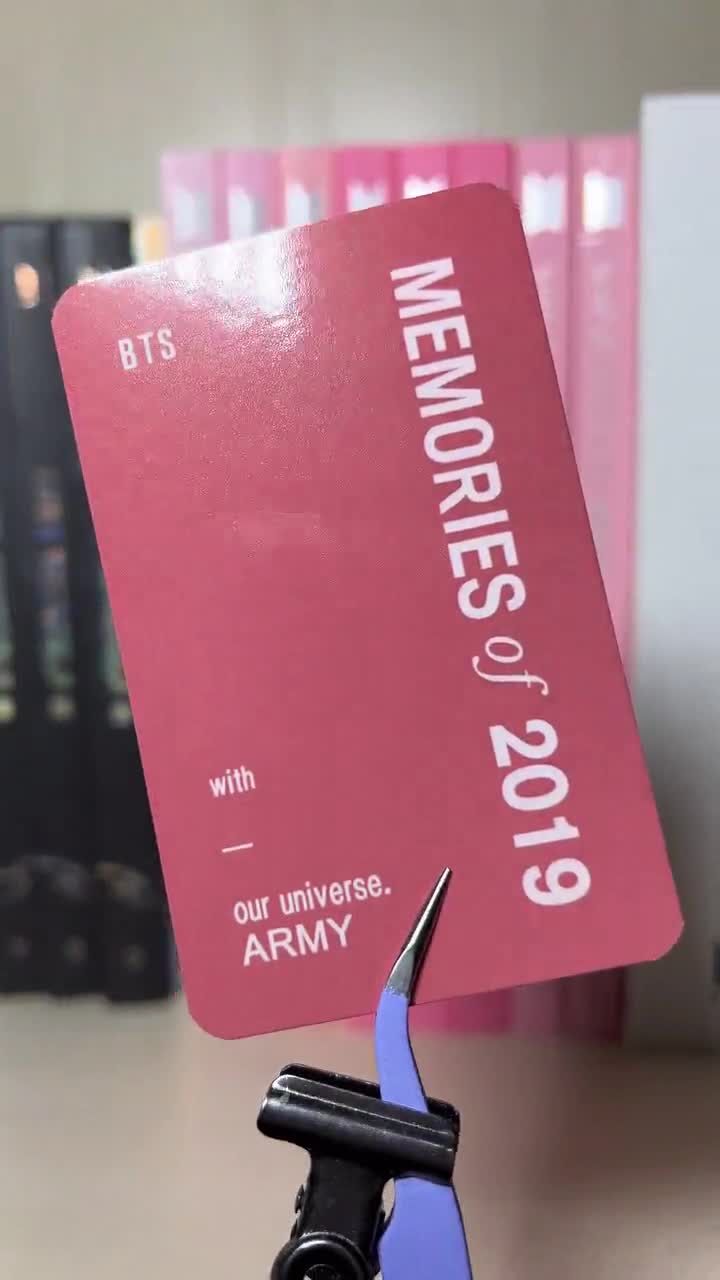 BTS
MEMORIES of 2019
with
—
our universe.
ARMY